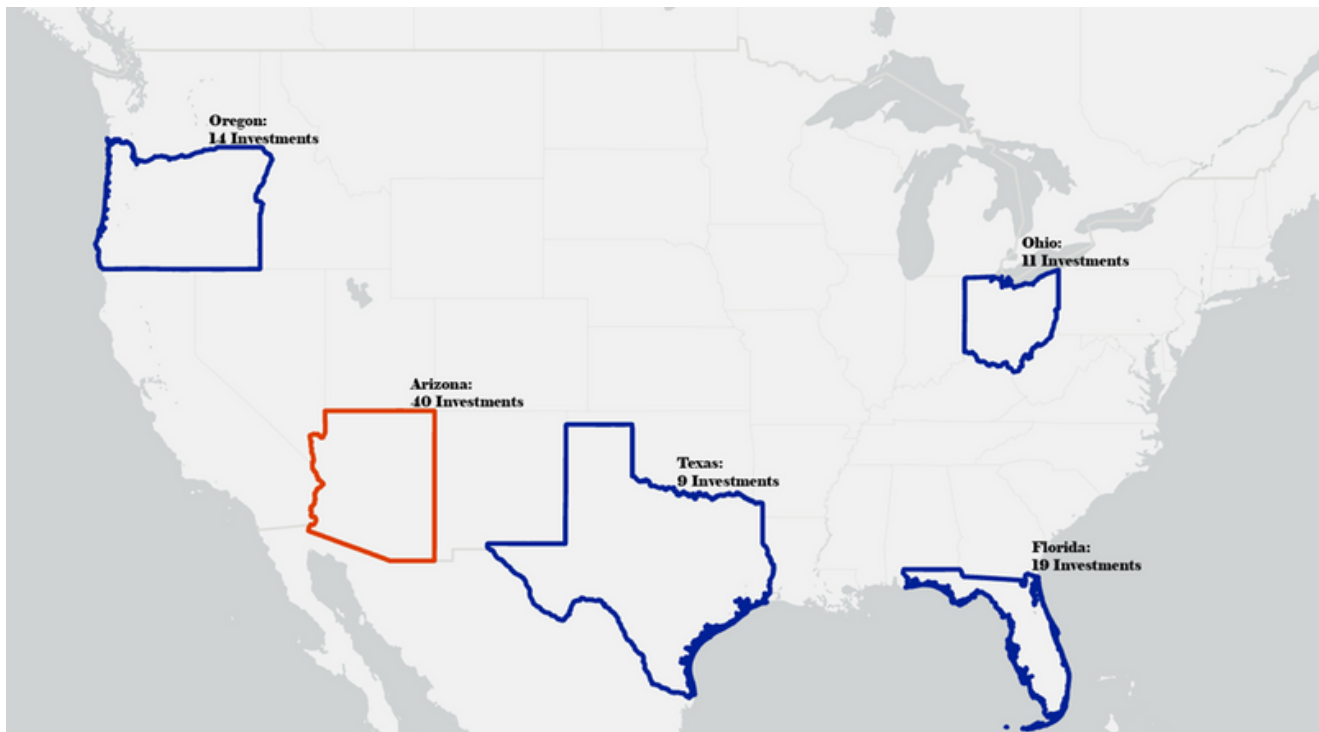 Oregon:
14 Investments
Ohio:
11 Investments
Arizona:
40 Investments
Texas:
9 Investments
Florida:
19 Investments